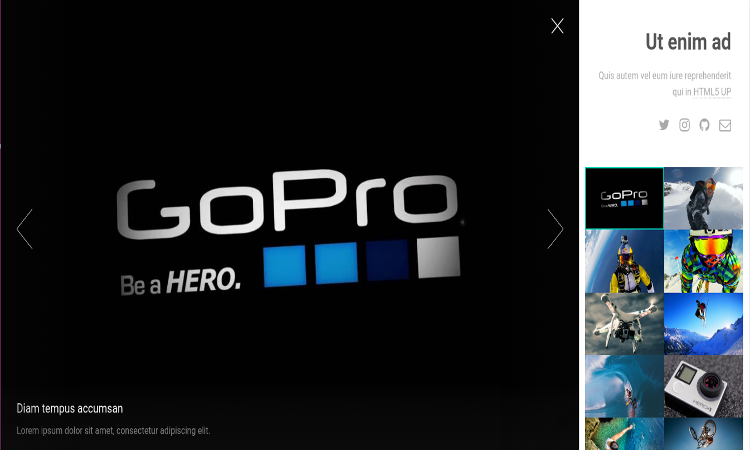 GoPro
Be a HERO.
Diam tempus accumsan
Lorem ipsum dolor sit amet, consectetur adipiscing elit.
Ut enim ad
Quis autem vel eum iure reprehenderit
qui in HTML5 UP
GoPro
Be a HERO.